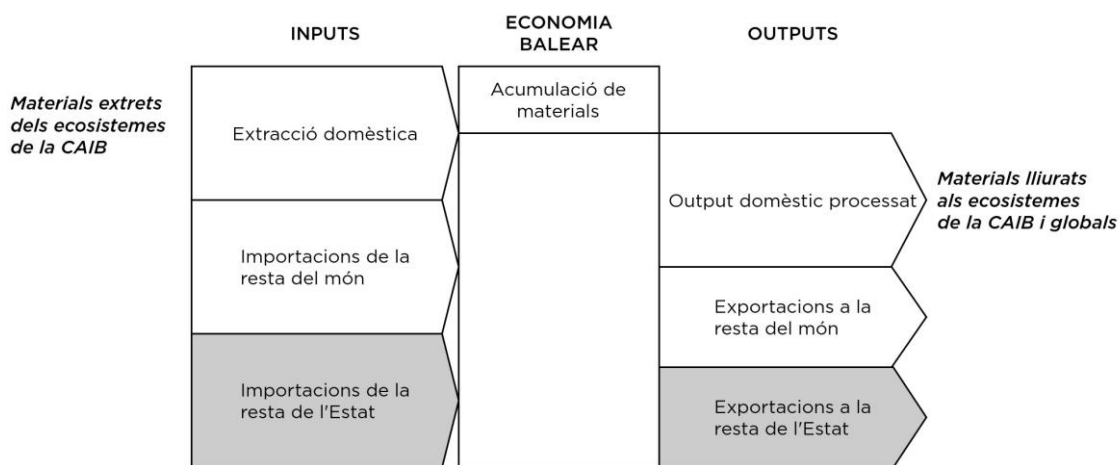 INPUTS
ECONOMIA
BALEAR
OUTPUTS
Materials extrets
dels ecosistemes
de la CAIB
Extracció domèstica
Importacions de la
resta del món
Importacions de la
resta de l'Estat
Acumulació de
materials
Output domèstic processat
Exportacions a la
resta del món
Exportacions a la
resta de l'Estat
Materials lliurats
als ecosistemes
de la CAIB i globals